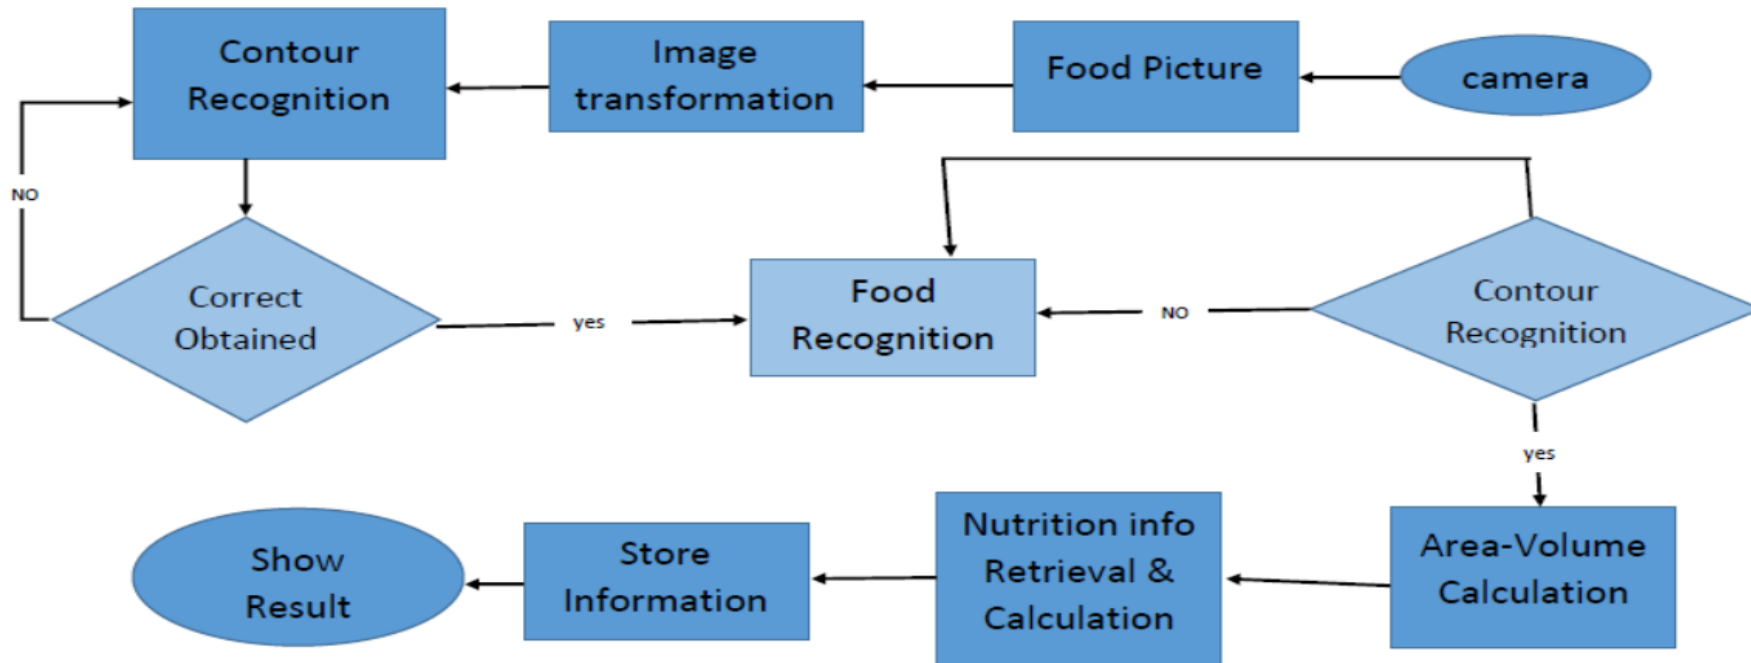 Contour
Recognition
Image
transformation
Food Picture
camera
NO
Correct
Obtained
yes
Food
Recognition
NO
Contour
Recognition
yes
Show
Result
Store
Information
Nutrition info
Retrieval &
Calculation
Area-Volume
Calculation